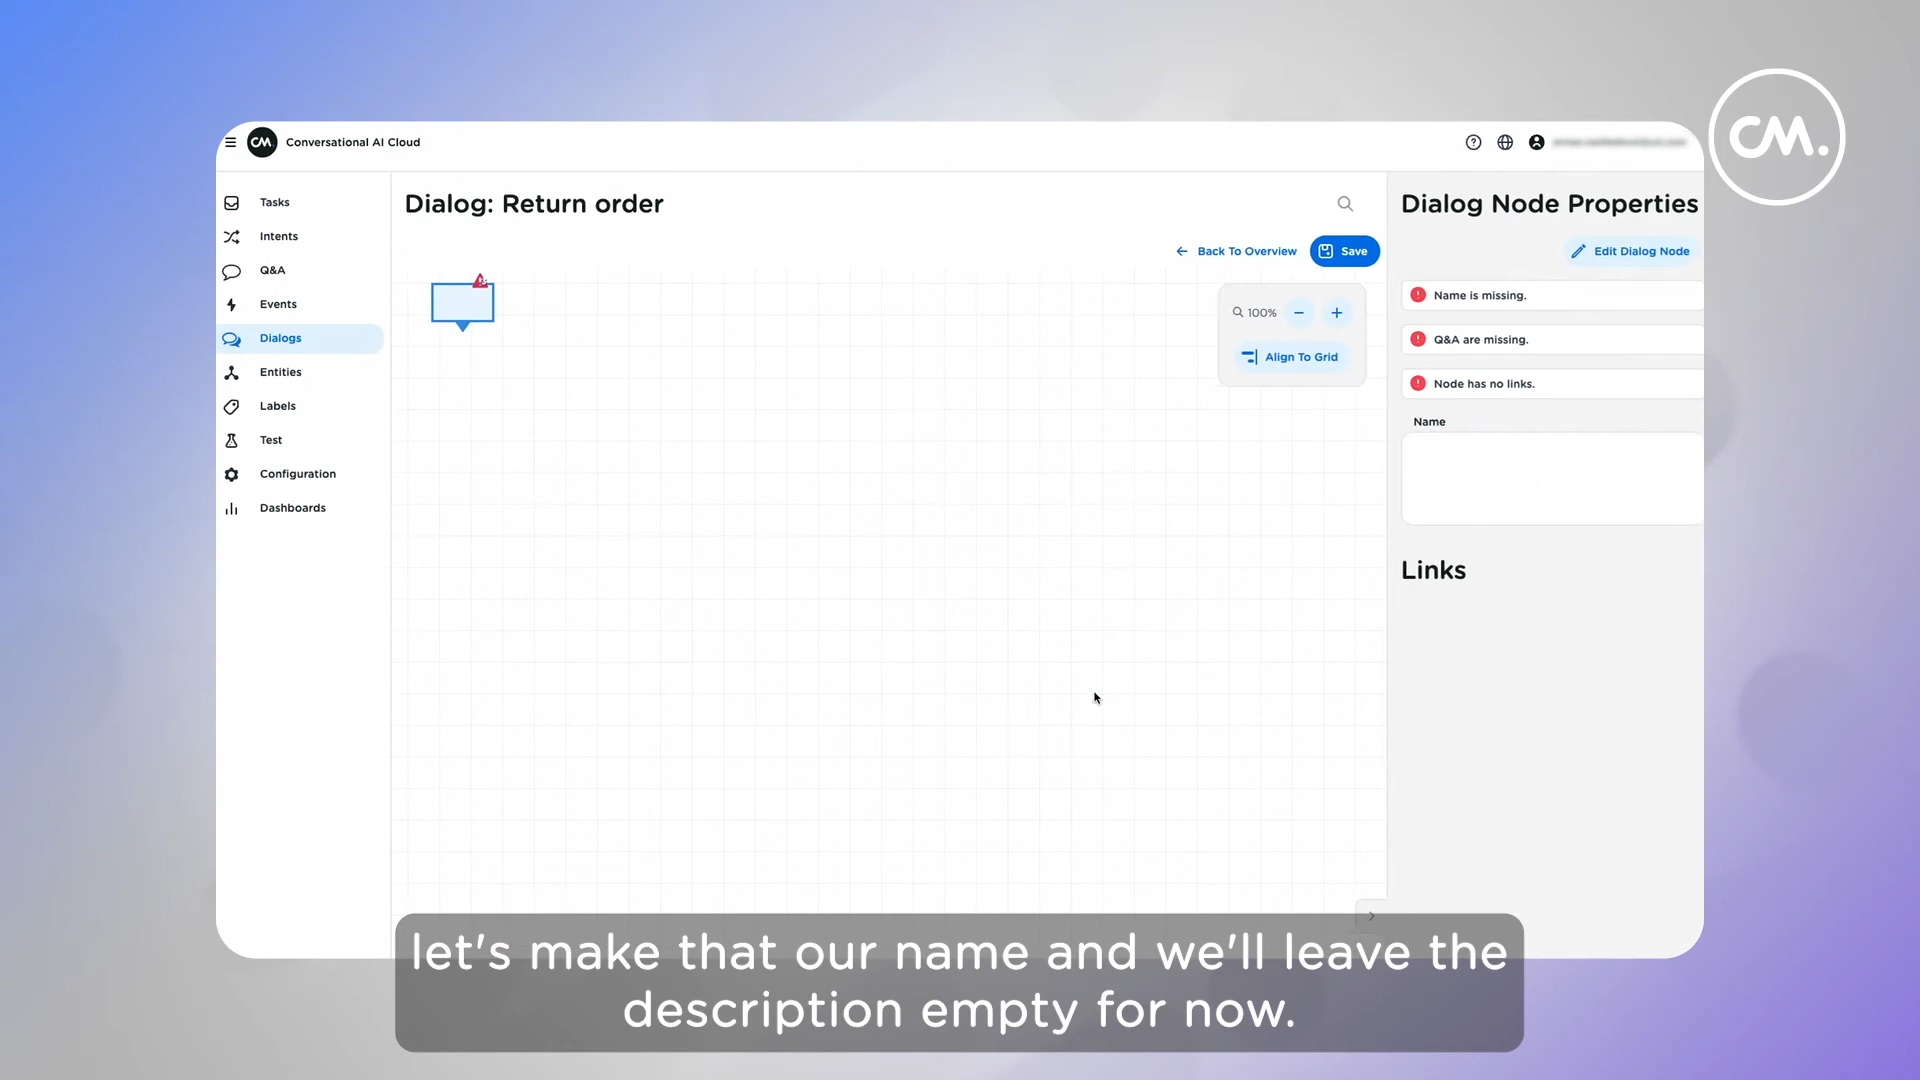 CM.
CM.
Conversational AI Cloud
Tasks
Intents
Q&A
Events
Dialogs
Entities
Labels
Test
Configuration
Dashboards
Dialog: Return order
Back To Overview
Save
100%
Align To Grid
Dialog Node Properties
Edit Dialog Node
Name is missing.
Q&A are missing.
Node has no links.
Name
Links
let's make that our name and we'll leave the
description empty for now.